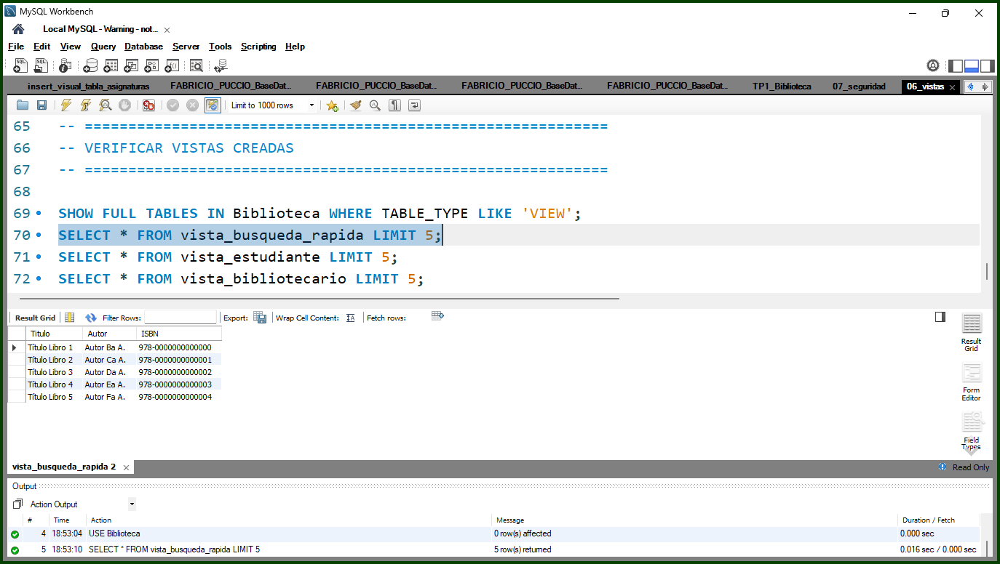 MySQL Workbench
Local MySQL - Warning - not...
File Edit View Query Database Server Tools Scripting Help
insert_visual_tabla_asignaturas FABRICIO_PUCCIO_BaseDat... FABRICIO_PUCCIO_BaseDat... FABRICIO_PUCCIO_BaseDat... FABRICIO_PUCCIO_BaseDat... TP1_Biblioteca 07_seguridad 06_vistas
Limit to 1000 rows
65 -- ============================================================
66 -- VERIFICAR VISTAS CREADAS
67 -- ============================================================
68
69 SHOW FULL TABLES IN Biblioteca WHERE TABLE_TYPE LIKE 'VIEW';
70 SELECT * FROM vista_busqueda_rapida LIMIT 5;
71 SELECT * FROM vista_estudiante LIMIT 5;
72 SELECT * FROM vista_bibliotecario LIMIT 5;
Result Grid Filter Rows: Export: Wrap Cell Content: Fetch rows:
Titulo Autor ISBN
Título Libro 1 Autor Ba A. 978-0000000000000
Título Libro 2 Autor Ca A. 978-0000000000001
Título Libro 3 Autor Da A. 978-0000000000002
Título Libro 4 Autor Ea A. 978-0000000000003
Título Libro 5 Autor Fa A. 978-0000000000004
Result
Grid
Form
Editor
Field
Types
vista_busqueda_rapida 2 Read Only
Output
Action Output
# Time Action Message Duration / Fetch
4 18:53:04 USE Biblioteca 0 row(s) affected 0.000 sec
5 18:53:10 SELECT * FROM vista_busqueda_rapida LIMIT 5 5 row(s) returned 0.016 sec / 0.000 sec